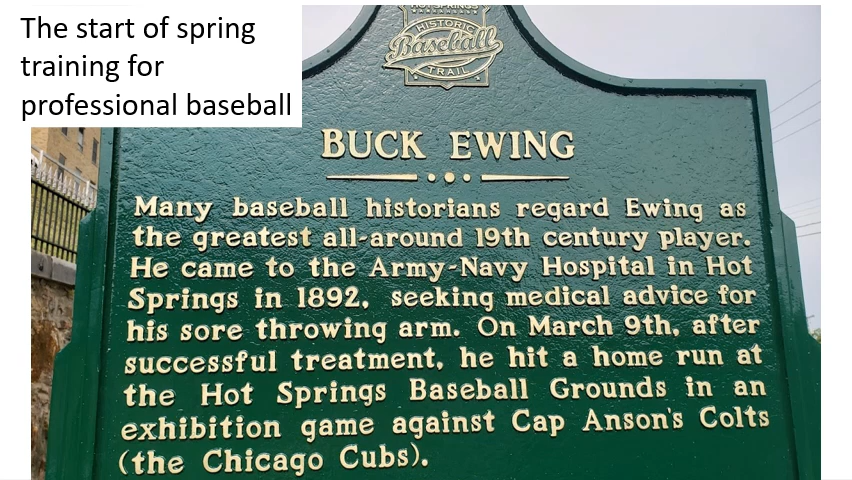 The start of spring
training for
professional baseball
HOT SPRINGS
HISTORIC
Baseball
TRAIL
BUCK EWING
Many baseball historians regard Ewing as
the greatest all-around 19th century player.
He came to the Army-Navy Hospital in Hot
Springs in 1892, seeking medical advice for
his sore throwing arm. On March 9th, after
successful treatment, he hit a home run at
the Hot Springs Baseball Grounds in an
exhibition game against Cap Anson's Colts
(the Chicago Cubs).